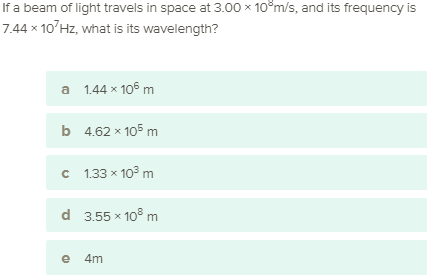 If a beam of light travels in space at 3.00 × 10⁸m/s, and its frequency is
7.44 × 10⁷Hz, what is its wavelength?
a 1.44 × 10⁶ m
b 4.62 × 10⁵ m
c 1.33 × 10³ m
d 3.55 × 10⁸ m
e 4m